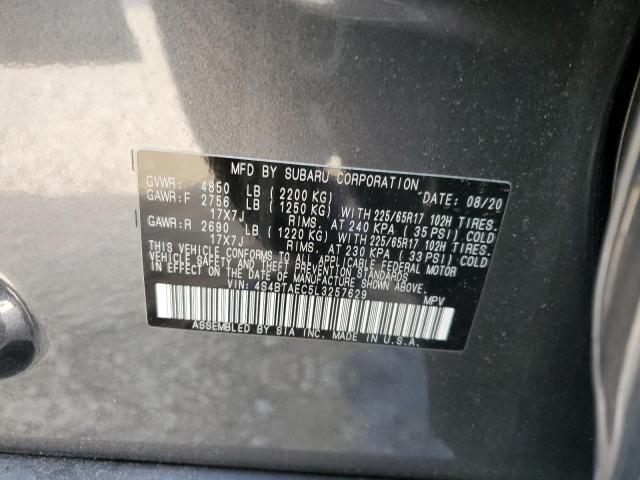 MFD BY SUBARU CORPORATION
GVWR: 4850 LB ( 2200 KG) DATE: 08/20
GAWR:F 2756 LB ( 1250 KG) WITH 225/65R17 102H TIRES.
17X7J RIMS, AT 240 KPA ( 35 PSI) COLD
GAWR:R 2690 LB ( 1220 KG) WITH 225/65R17 102H TIRES.
17X7J RIMS, AT 230 KPA ( 33 PSI) COLD
THIS VEHICLE CONFORMS TO ALL APPLICABLE FEDERAL MOTOR
VEHICLE SAFETY AND THEFT PREVENTION STANDARDS
IN EFFECT ON THE DATE OF MANUFACTURE SHOWN ABOVE.
VIN: 4S4BTAEC5L3257629 MPV
ASSEMBLED BY SIA INC. MADE IN U.S.A.